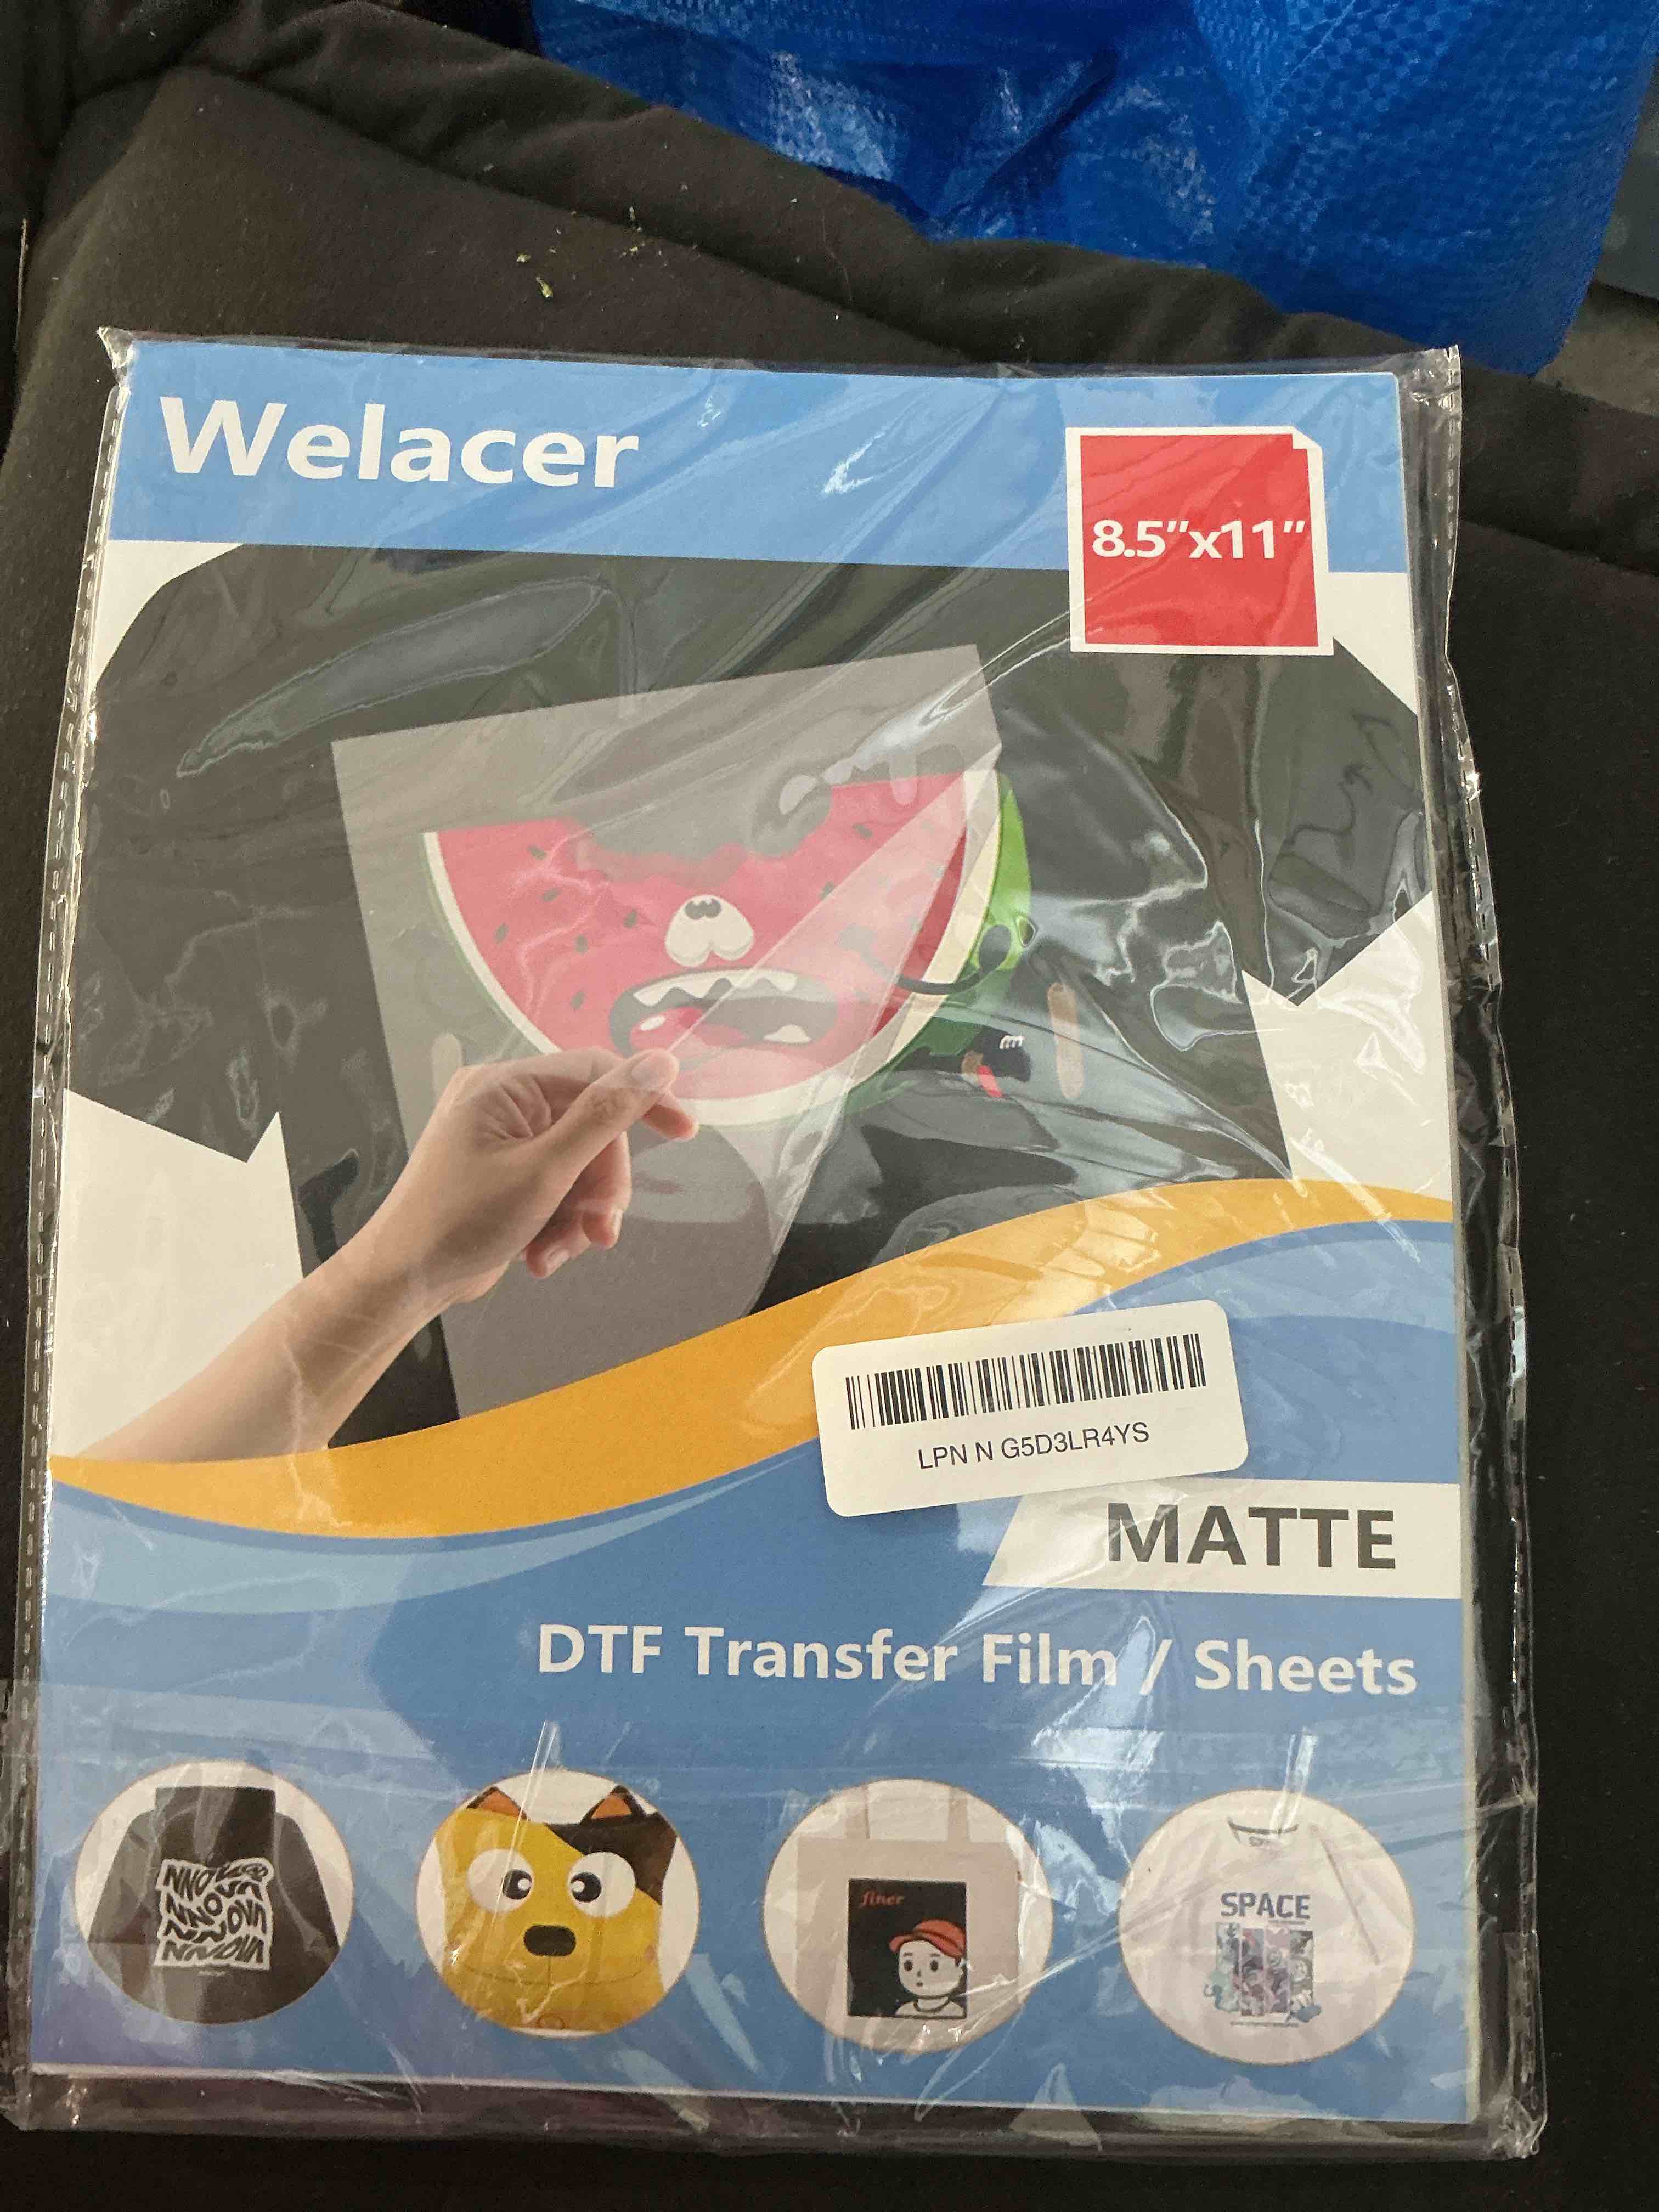 Welacer
8.5"x11"
LPN N G5D3LR4YS
MATTE
DTF Transfer Film / Sheets
finer
SPACE